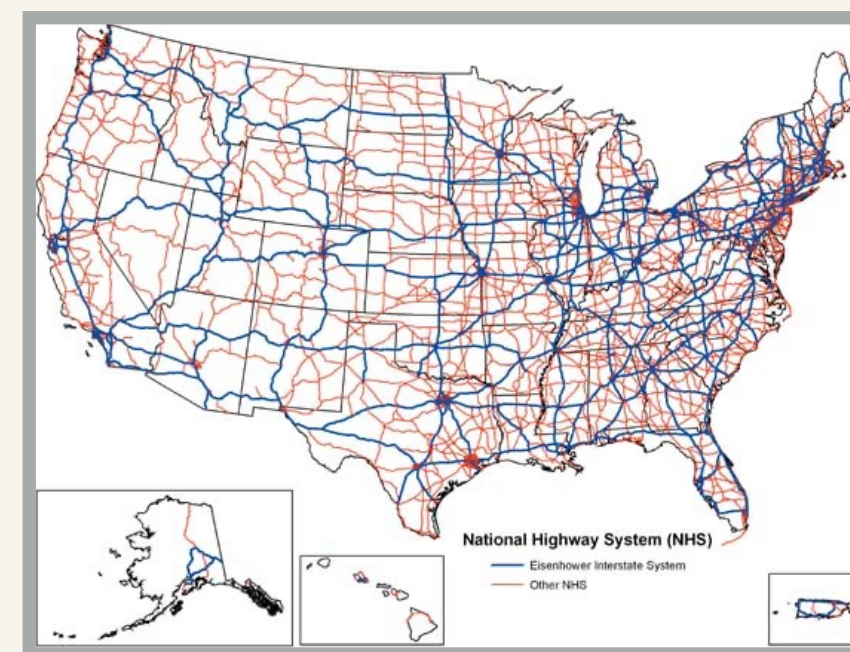 National Highway System (NHS)
Eisenhower Interstate System
Other NHS